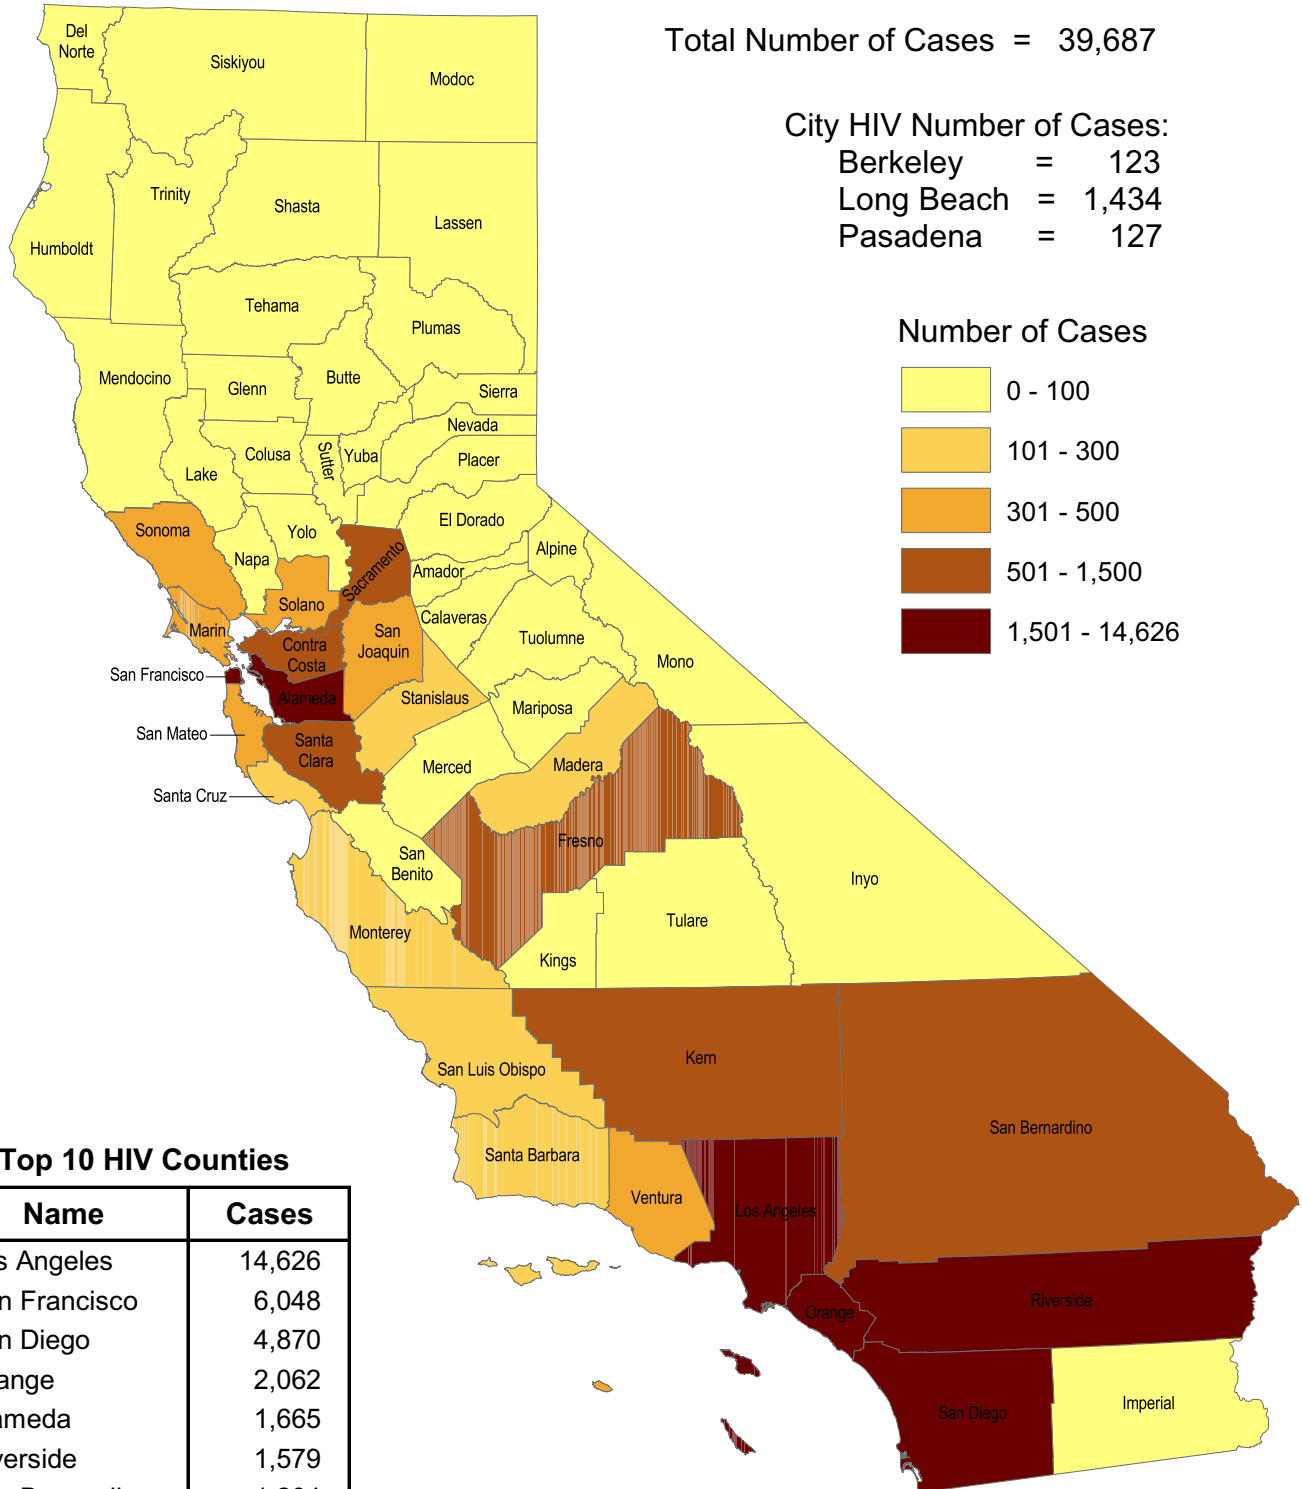 Total Number of Cases = 39,687
City HIV Number of Cases:
Berkeley = 123
Long Beach = 1,434
Pasadena = 127
Number of Cases
0 - 100
101 - 300
301 - 500
501 - 1,500
1,501 - 14,626
Del
Norte
Siskiyou
Modoc
Trinity
Shasta
Lassen
Humboldt
Tehama
Plumas
Mendocino
Glenn
Butte
Sierra
Nevada
Colusa
Sutter
Yuba
Placer
Lake
Sonoma
Yolo
El Dorado
Napa
Sacramento
Alpine
Amador
Solano
Calaveras
Marin
San
Joaquin
Tuolumne
Contra
Costa
Mono
San Francisco
Alameda
Stanislaus
Mariposa
San Mateo
Santa
Clara
Merced
Madera
Santa Cruz
Fresno
San
Benito
Inyo
Monterey
Tulare
Kings
San Luis Obispo
Kern
San Bernardino
Santa Barbara
Ventura
Los Angeles
Orange
Riverside
San Diego
Imperial
Top 10 HIV Counties
Name Cases
s Angeles 14,626
n Francisco 6,048
n Diego 4,870
ange 2,062
ameda 1,665
verside 1,579